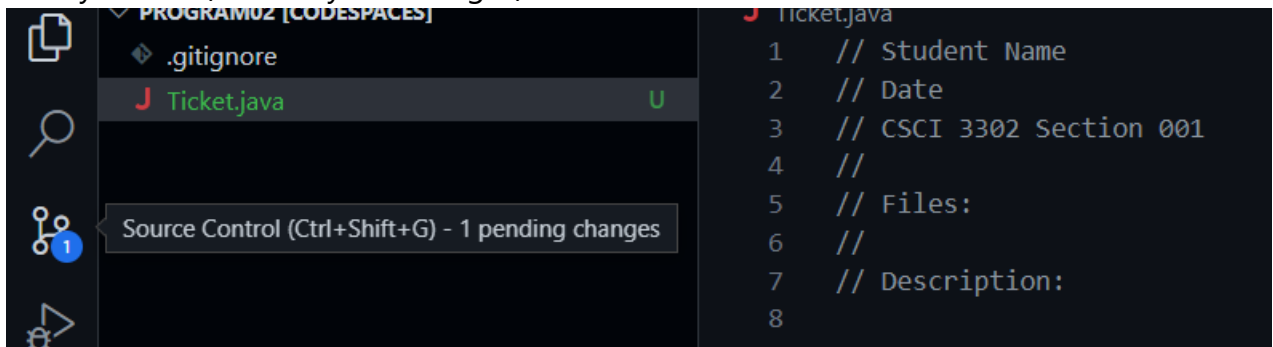 PROGRAM02 [CODESPACES]
.gitignore
J Ticket.java U
Source Control (Ctrl+Shift+G) - 1 pending changes
1
J Ticket.java
1 // Student Name
2 // Date
3 // CSCI 3302 Section 001
4 //
5 // Files:
6 //
7 // Description:
8